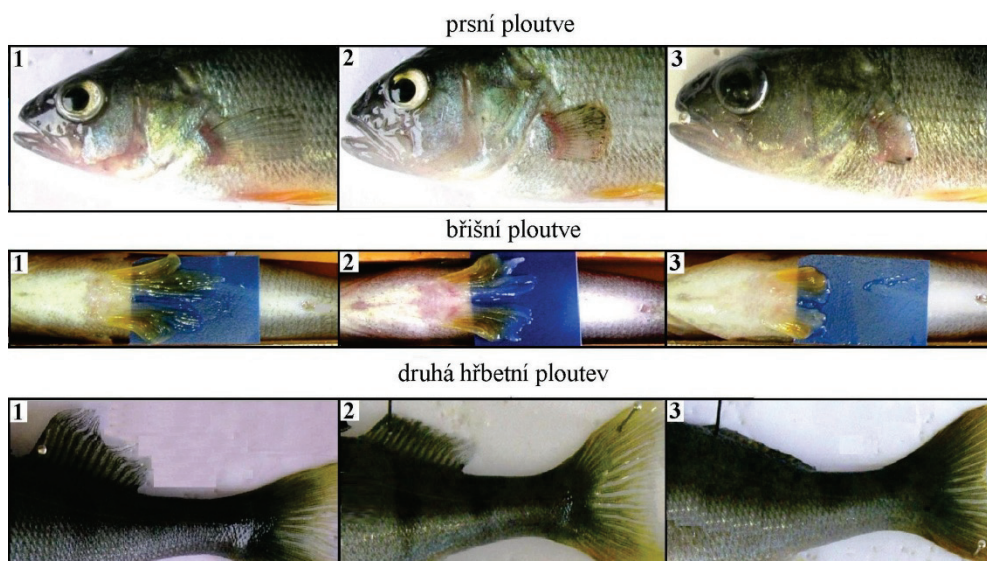 prsní ploutve
1 2 3
břišní ploutve
1 2 3
druhá hřbetní ploutev
1 2 3